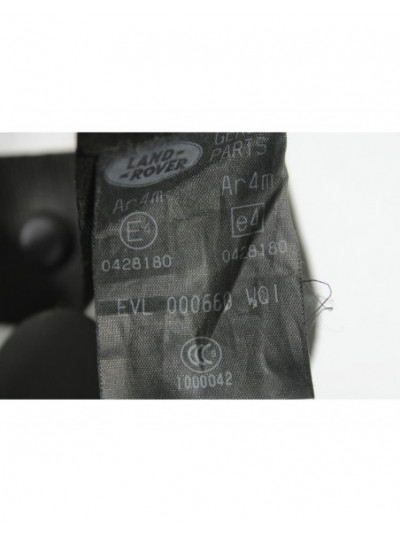 LAND-
-ROVER
PARTS
Ar4m
Ar4m
E4
e4
0428180
0428180
EVL 000660 WQI
CCC S
1000042